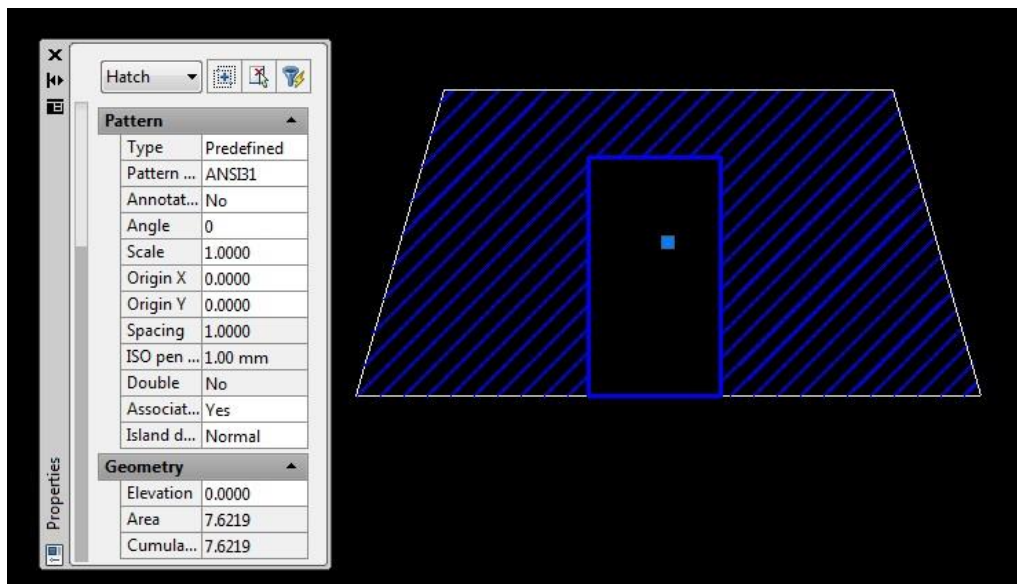 Hatch
Pattern
Type Predefined
Pattern ... ANSI31
Annotat... No
Angle 0
Scale 1.0000
Origin X 0.0000
Origin Y 0.0000
Spacing 1.0000
ISO pen ... 1.00 mm
Double No
Associat... Yes
Island d... Normal
Geometry
Elevation 0.0000
Area 7.6219
Cumula... 7.6219
Properties